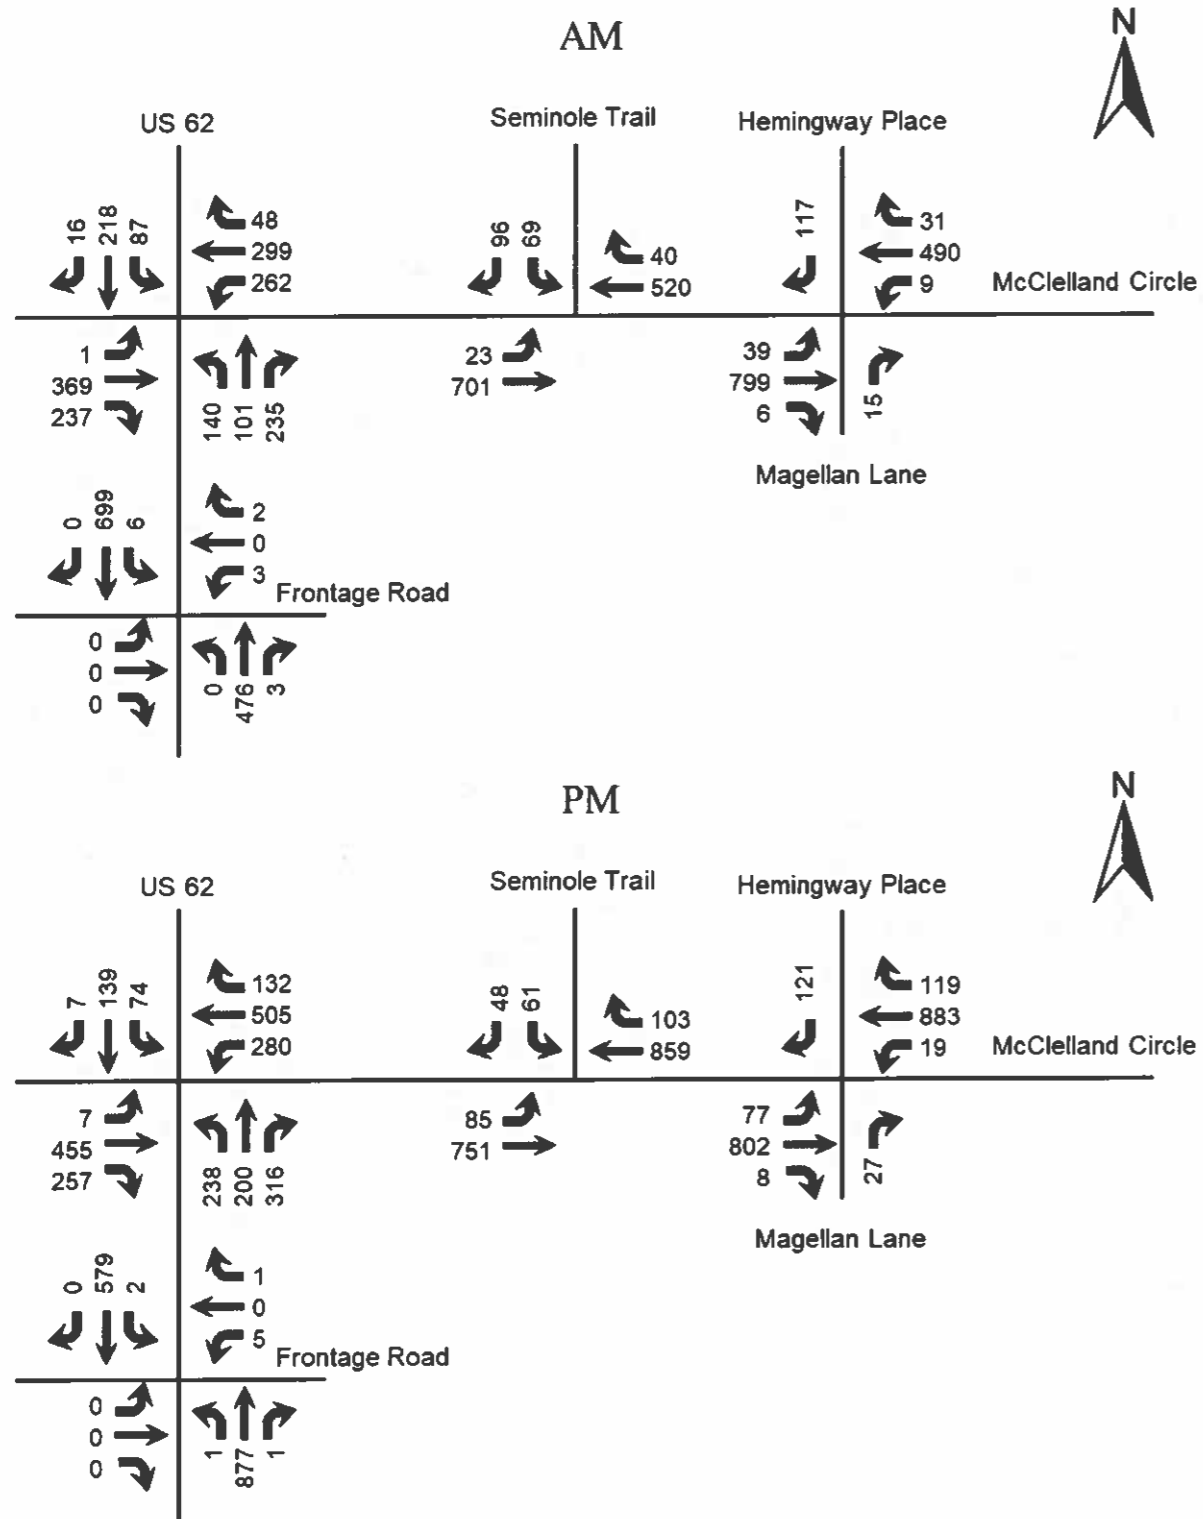 AM
N
US 62
Seminole Trail
Hemingway Place
16 218 87
48
299
262
96 69
40
520
117
31
490
9
McClelland Circle
1
369
237
140 101 235
23
701
39
799
6
15
Magellan Lane
0 699 6
2
0
3
Frontage Road
0
0
0
0 476 3
PM
N
US 62
Seminole Trail
Hemingway Place
7 139 74
132
505
280
48 61
103
859
121
119
883
19
McClelland Circle
7
455
257
238 200 316
85
751
77
802
8
27
Magellan Lane
0 579 2
1
0
5
Frontage Road
0
0
0
1 877 1